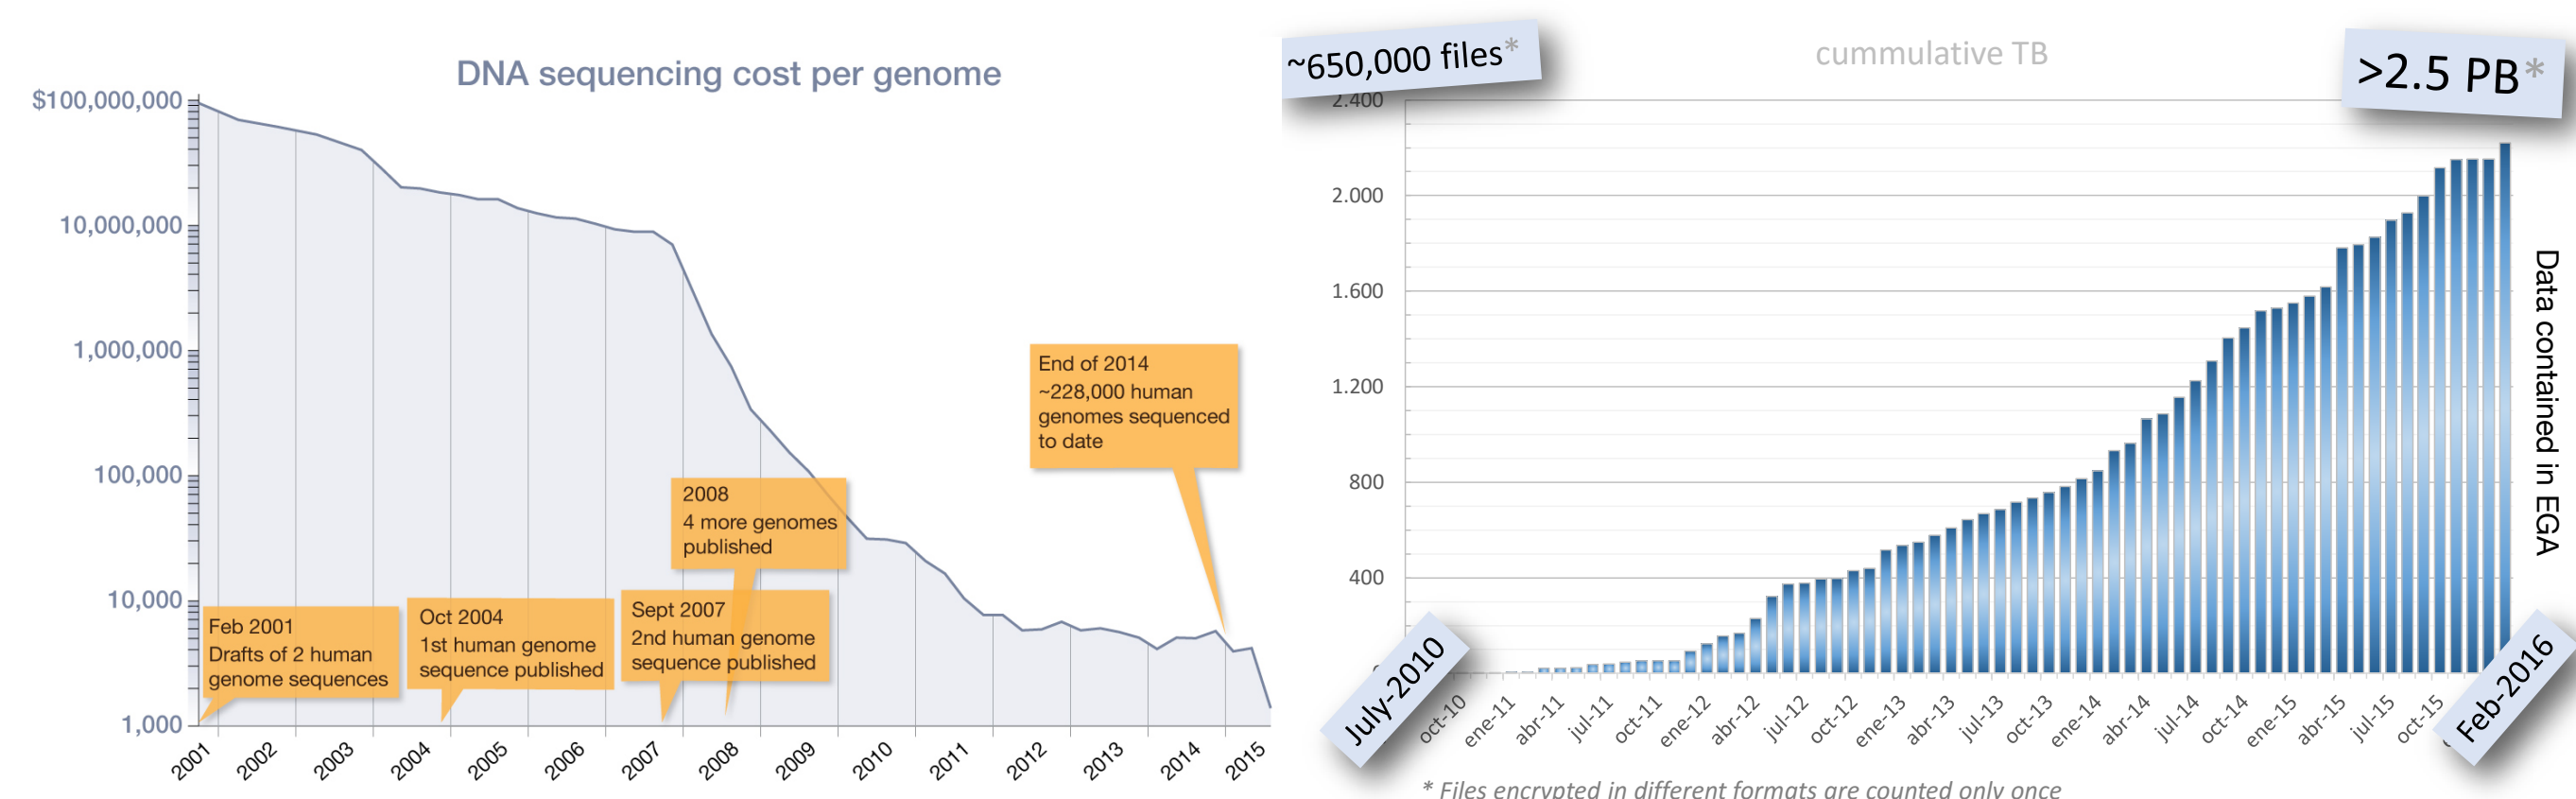 DNA sequencing cost per genome
$100,000,000
10,000,000
1,000,000
100,000
10,000
1,000
Feb 2001
Drafts of 2 human
genome sequences
Oct 2004
1st human genome
sequence published
Sept 2007
2nd human genome
sequence published
2008
4 more genomes
published
End of 2014
~228,000 human
genomes sequenced
to date
2001 2002 2003 2004 2005 2006 2007 2008 2009 2010 2011 2012 2013 2014 2015
~650,000 files*
cummulative TB
>2.5 PB*
2.400
2.000
1.600
1.200
800
400
Data contained in EGA
July-2010
oct-10 ene-11 abr-11 jul-11 oct-11 ene-12 abr-12 jul-12 oct-12 ene-13 abr-13 jul-13 oct-13 ene-14 abr-14 jul-14 oct-14 ene-15 abr-15 jul-15 oct-15
Feb-2016
* Files encrypted in different formats are counted only once